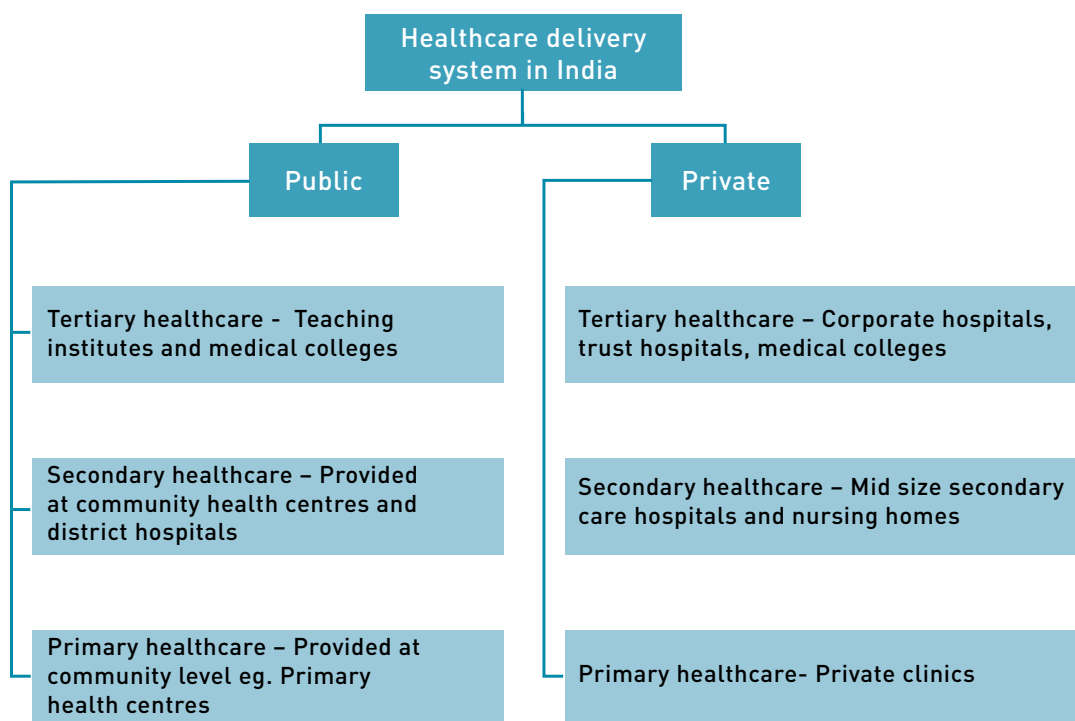 Healthcare delivery
system in India
Public
Private
Tertiary healthcare -  Teaching
institutes and medical colleges
Secondary healthcare – Provided
at community health centres and
district hospitals
Primary healthcare – Provided at
community level eg. Primary
health centres
Tertiary healthcare – Corporate hospitals,
trust hospitals, medical colleges
Secondary healthcare – Mid size secondary
care hospitals and nursing homes
Primary healthcare- Private clinics